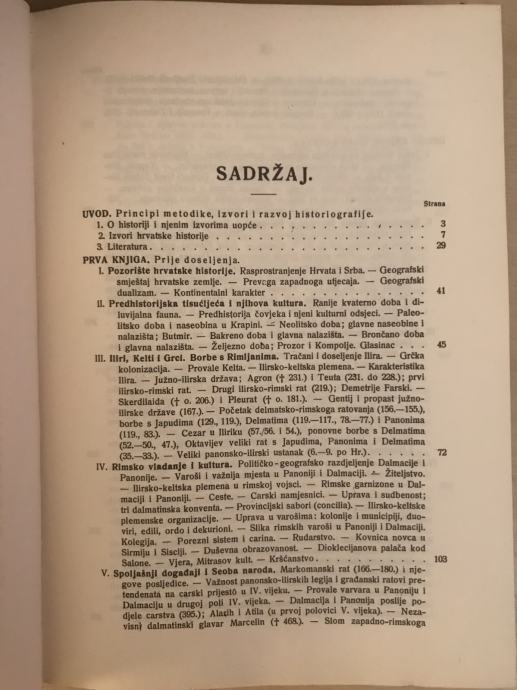 SADRŽAJ.
Strana
UVOD. Principi metodike, izvori i razvoj historiografije.
1. O historiji i njenim izvorima uopće . . . . . . . . . . . . . . . 3
2. Izvori hrvatske historije . . . . . . . . . . . . . . . . . . . 7
3. Literatura . . . . . . . . . . . . . . . . . . . . . . . . . 29
PRVA KNJIGA. Prije doseljenja.
I. Pozorište hrvatske historije. Rasprostranjenje Hrvata i Srba. — Geografski
smještaj hrvatske zemlje. — Prevaga zapadnoga utjecaja. — Geografski
dualizam. — Kontinentalni karakter . . . . . . . . . . . . . . . 41
II. Predhistorijska tisućljeća i njihova kultura. Ranije kvaterno doba i di-
luvijalna fauna. — Predhistorija čovjeka i njeni kulturni odsjeci. — Paleo-
litsko doba i naseobina u Krapini. — Neolitsko doba; glavne naseobine i
nalazišta; Butmir. — Bakreno doba i glavna nalazišta. — Brončano doba
i glavna nalazišta. — Željezno doba; Prozor i Kompolje. Glasinac . . . 45
III. Iliri, Kelti i Grci. Borbe s Rimljanima. Tračani i doseljenje Ilira. — Grčka
kolonizacija. — Provale Kelta. — Ilirsko-keltska plemena. — Karakteristika
Ilira. — Južno-ilirska država; Agron († 231.) i Teuta (231. do 228.); prvi
ilirsko-rimski rat. — Drugi ilirsko-rimski rat (219.); Demetrije Farski. —
Skerdilaida († o. 206.) i Pleurat († o. 181.). — Gentij i propast južno-
ilirske države (167.). — Početak delmatsko-rimskoga ratovanja (156.—155.),
borbe s Japudima (129., 119.), Delmatima (119.—117., 78.—77.) i Panonima
(119., 83.). — Cezar u Iliriku (57./56. i 54.), ponovne borbe s Delmatima
(52.—50., 47.), Oktavijev veliki rat s Japudima, Panonima i Delmatima
(35.—33.). — Veliki panonsko-ilirski ustanak (6.—9. po Hr.) . . . . . . 72
IV. Rimsko vladanje i kultura. Političko-geografsko razdjeljenje Dalmacije i
Panonije. — Varoši i važnija mjesta u Panoniji i Dalmaciji. — Žiteljstvo.
— Ilirsko-keltska plemena u rimskoj vojsci. — Rimske garnizone u Dal-
maciji i Panoniji. — Ceste. — Carski namjesnici. — Uprava i sudbenost;
tri dalmatinska konventa. — Provincijski sabori (concilia). — Ilirsko-keltske
plemenske organizacije. — Uprava u varošima: kolonije i municipiji, duo-
viri, edili, ordo i dekurioni. — Slika rimskih varoši u Panoniji i Dalmaciji.
Kolegija. — Porezni sistem i carina. — Rudarstvo. — Kovnica novca u
Sirmiju i Sisciji. — Duševna obrazovanost. — Dioklecijanova palača kod
Salone. — Vjera, Mitrasov kult. — Kršćanstvo . . . . . . . . . . . . 103
V. Spoljašnji događaji i Seoba naroda. Markomanski rat (166.—180.) i nje-
gove posljedice. — Važnost panonsko-ilirskih legija i građanski ratovi pre-
tendenata na carski prijesto u IV. vijeku. — Provale varvara u Panoniju i
Dalmaciju u drugoj poli IV. vijeka. — Dalmacija i Panonija poslije po-
djele carstva (395.); Alarih i Atila (u prvoj polovici V. vijeka). — Neza-
visni dalmatinski glavar Marcelin († 468.). — Slom zapadno-rimskoga